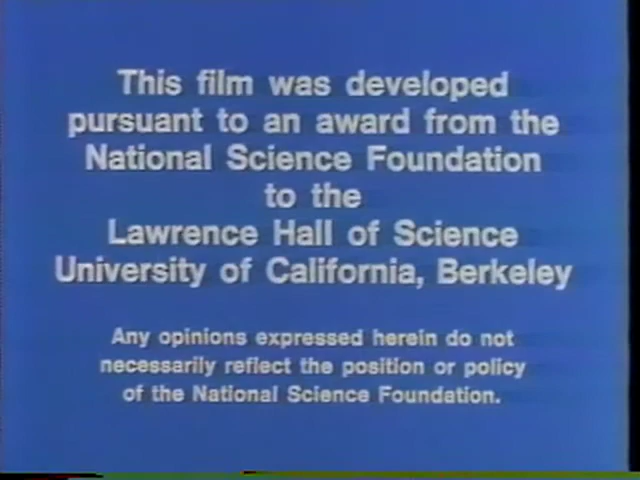 This film was developed
pursuant to an award from the
National Science Foundation
to the
Lawrence Hall of Science
University of California, Berkeley
Any opinions expressed herein do not
necessarily reflect the position or policy
of the National Science Foundation.